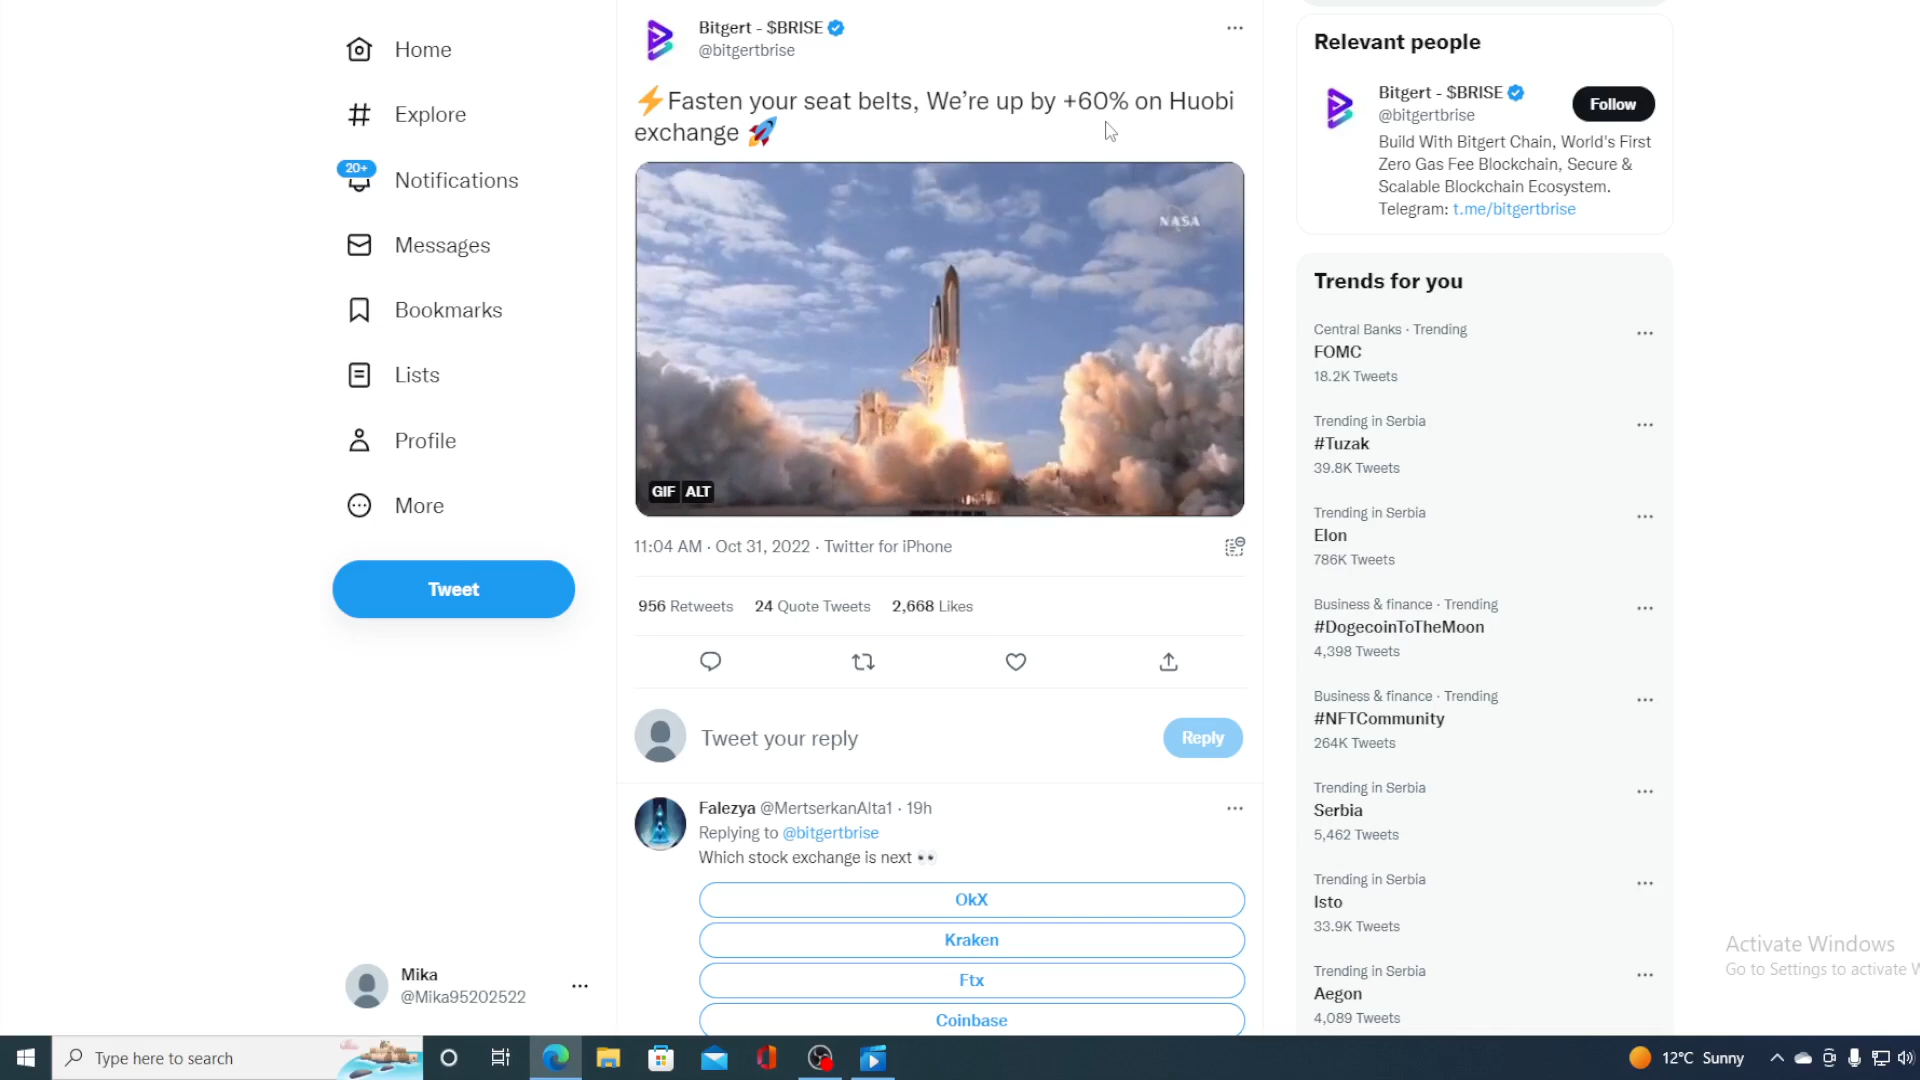 Home
Explore
20+
Notifications
Messages
Bookmarks
Lists
Profile
More
Tweet
Mika
@Mika95202522
Bitgert - $BRISE
@bitgertbrise
⚡Fasten your seat belts, We’re up by +60% on Huobi
exchange 🚀
NASA
GIF ALT
11:04 AM · Oct 31, 2022 · Twitter for iPhone
956 Retweets 24 Quote Tweets 2,668 Likes
Tweet your reply
Reply
Falezya @MertserkanAlta1 · 19h
Replying to @bitgertbrise
Which stock exchange is next 👀
OkX
Kraken
Ftx
Coinbase
Relevant people
Bitgert - $BRISE
@bitgertbrise
Follow
Build With Bitgert Chain, World's First
Zero Gas Fee Blockchain, Secure &
Scalable Blockchain Ecosystem.
Telegram: t.me/bitgertbrise
Trends for you
Central Banks · Trending
FOMC
18.2K Tweets
Trending in Serbia
#Tuzak
39.8K Tweets
Trending in Serbia
Elon
786K Tweets
Business & finance · Trending
#DogecoinToTheMoon
4,398 Tweets
Business & finance · Trending
#NFTCommunity
264K Tweets
Trending in Serbia
Serbia
5,462 Tweets
Trending in Serbia
Isto
33.9K Tweets
Trending in Serbia
Aegon
4,089 Tweets
Activate Windows
Go to Settings to activate W
Type here to search
12°C Sunny